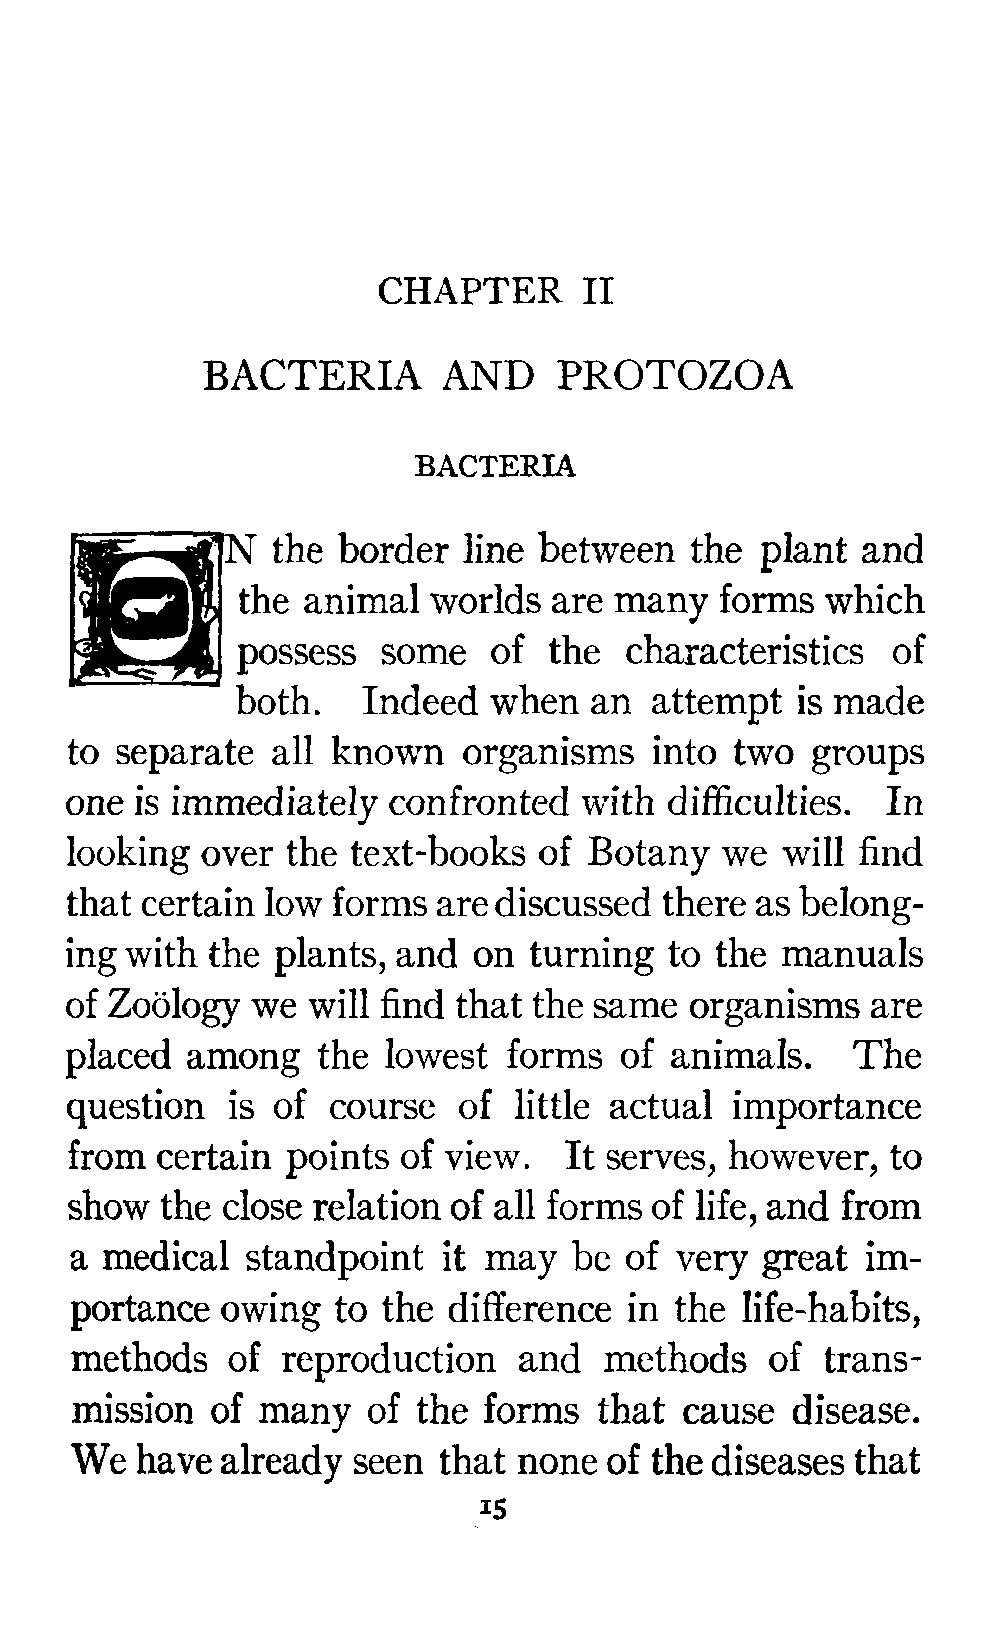 CHAPTER II
BACTERIA AND PROTOZOA
BACTERIA
ON the border line between the plant and
the animal worlds are many forms which
possess some of the characteristics of
both. Indeed when an attempt is made
to separate all known organisms into two groups
one is immediately confronted with difficulties. In
looking over the text-books of Botany we will find
that certain low forms are discussed there as belong-
ing with the plants, and on turning to the manuals
of Zoölogy we will find that the same organisms are
placed among the lowest forms of animals. The
question is of course of little actual importance
from certain points of view. It serves, however, to
show the close relation of all forms of life, and from
a medical standpoint it may be of very great im-
portance owing to the difference in the life-habits,
methods of reproduction and methods of trans-
mission of many of the forms that cause disease.
We have already seen that none of the diseases that
15